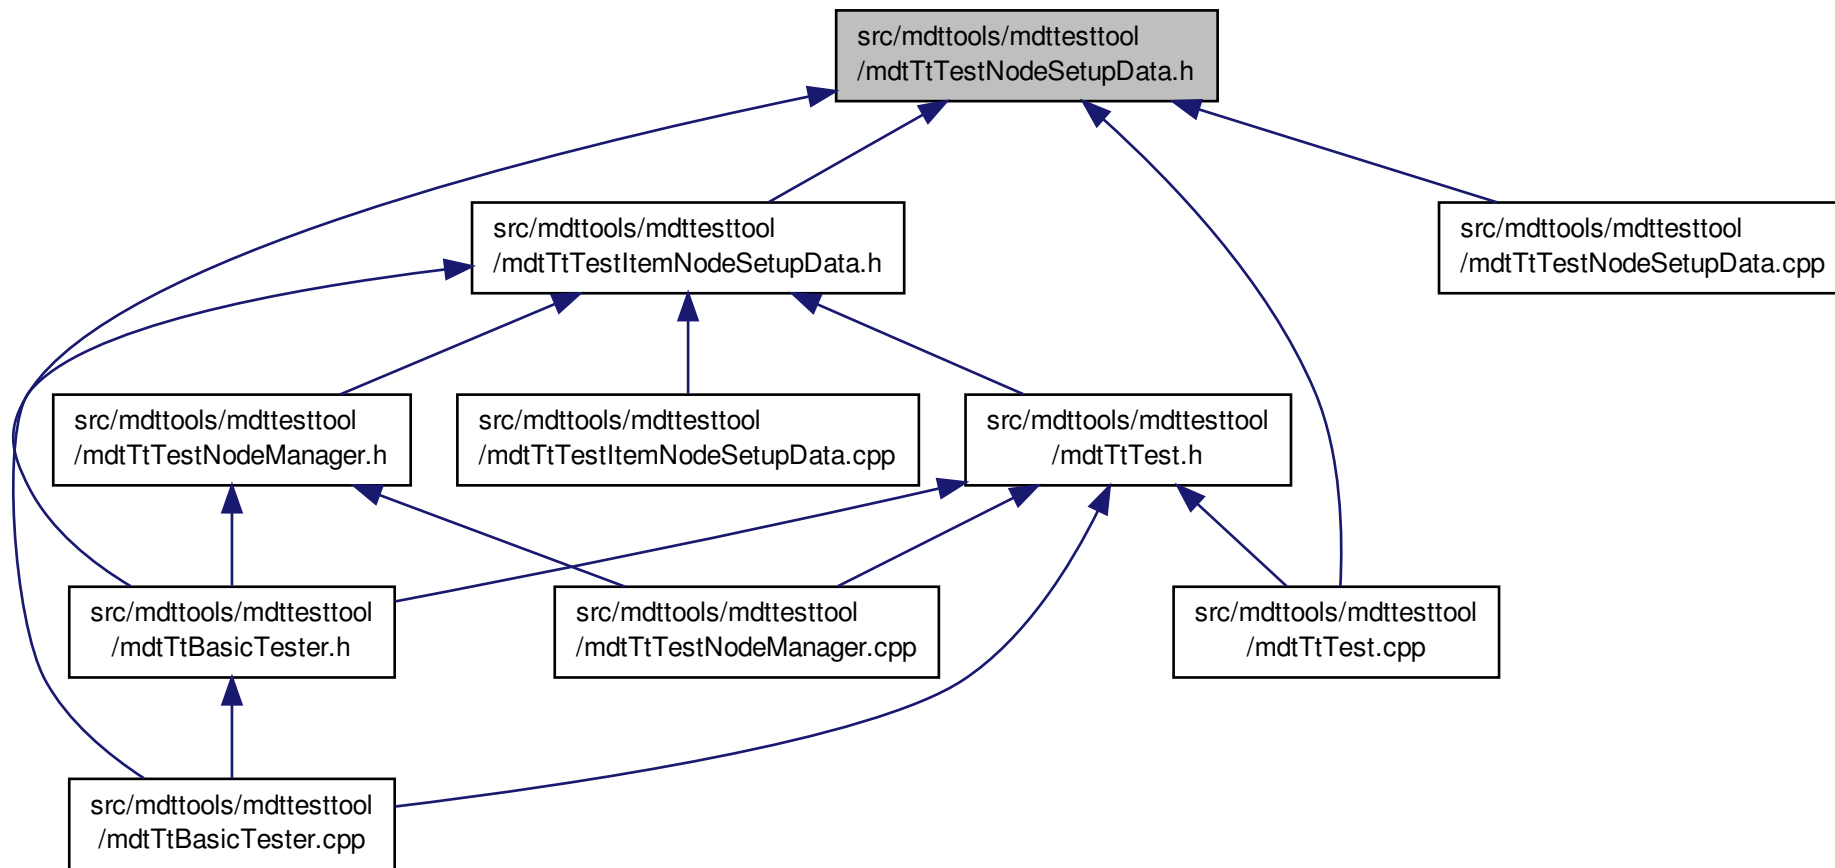 src/mdttools/mdttesttool
/mdtTtTestNodeSetupData.h
src/mdttools/mdttesttool
/mdtTtTestItemNodeSetupData.h
src/mdttools/mdttesttool
/mdtTtTestNodeSetupData.cpp
src/mdttools/mdttesttool
/mdtTtTestNodeManager.h
src/mdttools/mdttesttool
/mdtTtTestItemNodeSetupData.cpp
src/mdttools/mdttesttool
/mdtTtTest.h
src/mdttools/mdttesttool
/mdtTtBasicTester.h
src/mdttools/mdttesttool
/mdtTtTestNodeManager.cpp
src/mdttools/mdttesttool
/mdtTtTest.cpp
src/mdttools/mdttesttool
/mdtTtBasicTester.cpp